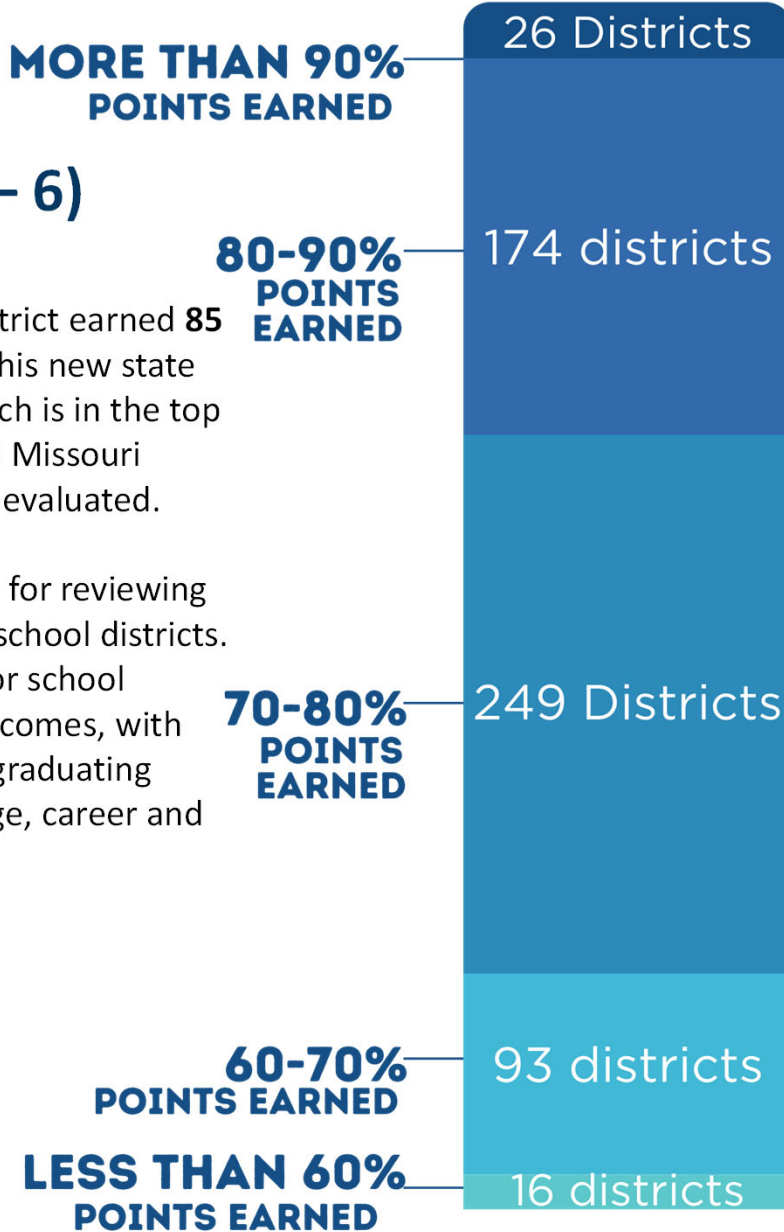 26 Districts
MORE THAN 90%
POINTS EARNED
– 6)
174 districts
80-90%
POINTS
EARNED
trict earned 85
his new state
ch is in the top
Missouri
evaluated.
for reviewing
school districts.
or school
comes, with
graduating
ge, career and
249 Districts
70-80%
POINTS
EARNED
93 districts
60-70%
POINTS EARNED
LESS THAN 60%
POINTS EARNED
16 districts